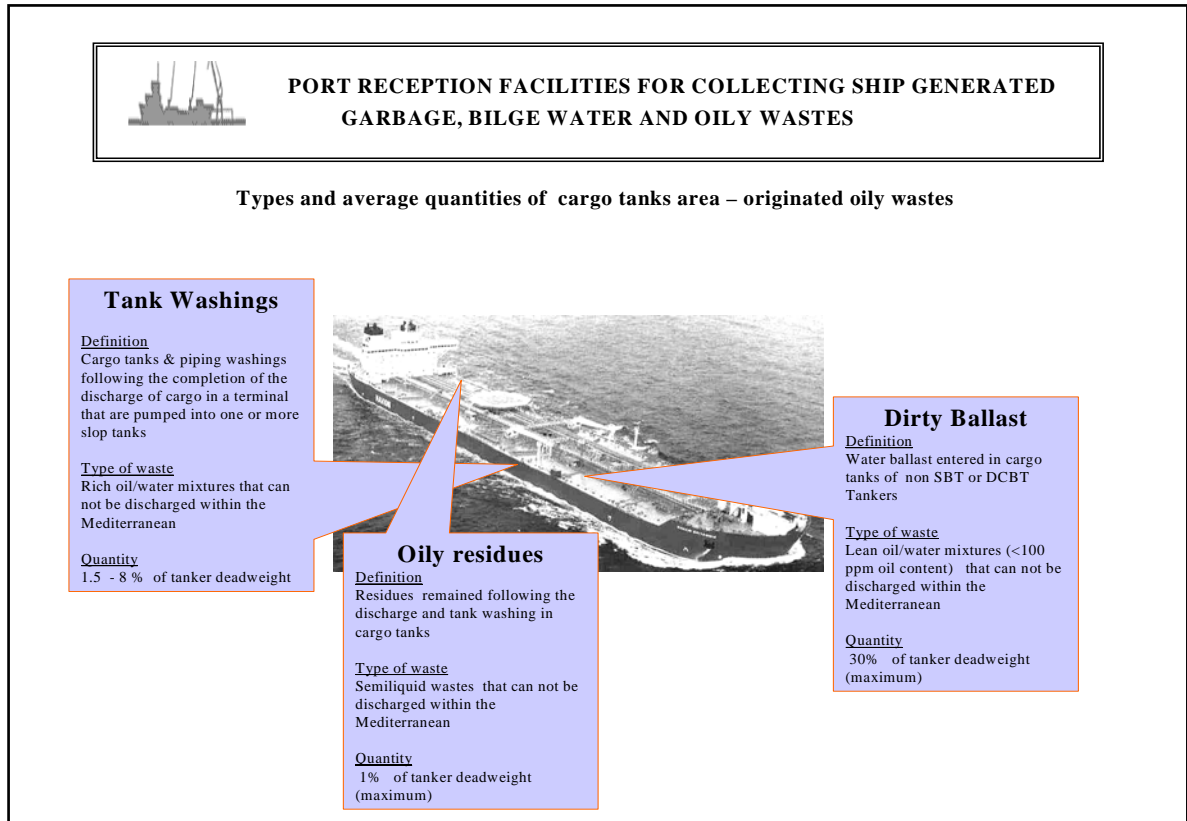 PORT RECEPTION FACILITIES FOR COLLECTING SHIP GENERATED
GARBAGE, BILGE WATER AND OILY WASTES
Types and average quantities of cargo tanks area – originated oily wastes
Tank Washings
Definition
Cargo tanks & piping washings
following the completion of the
discharge of cargo in a terminal
that are pumped into one or more
slop tanks
Type of waste
Rich oil/water mixtures that can
not be discharged within the
Mediterranean
Quantity
1.5 - 8 % of tanker deadweight
Oily residues
Definition
Residues remained following the
discharge and tank washing in
cargo tanks
Type of waste
Semiliquid wastes that can not be
discharged within the
Mediterranean
Quantity
1% of tanker deadweight
(maximum)
Dirty Ballast
Definition
Water ballast entered in cargo
tanks of non SBT or DCBT
Tankers
Type of waste
Lean oil/water mixtures (<100
ppm oil content) that can not be
discharged within the
Mediterranean
Quantity
30% of tanker deadweight
(maximum)